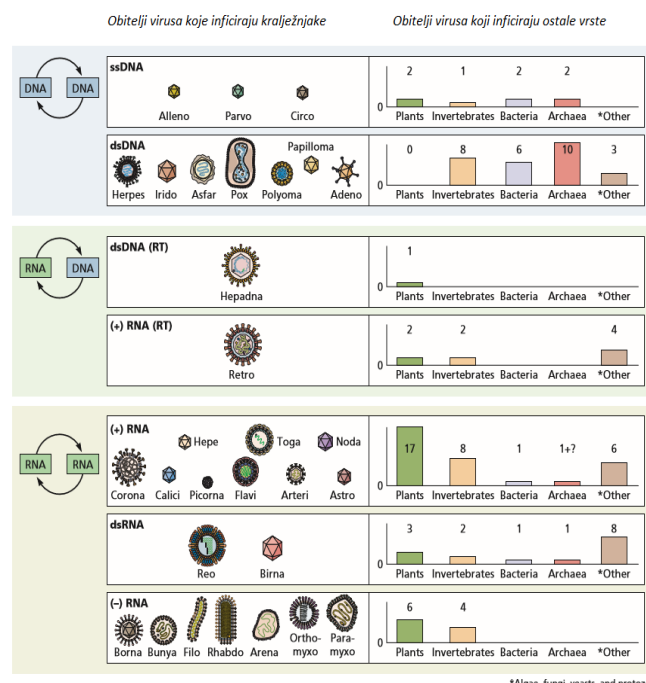 Obitelji virusa koje inficiraju kralježnjake
Obitelji virusa koji inficiraju ostale vrste
DNA
DNA
ssDNA
Alleno
Parvo
Circo
2
1
2
2
0
Plants
Invertebrates
Bacteria
Archaea
*Other
dsDNA
Papilloma
Herpes
Irido
Asfar
Pox
Polyoma
Adeno
0
8
6
10
3
0
Plants
Invertebrates
Bacteria
Archaea
*Other
RNA
DNA
dsDNA (RT)
Hepadna
1
0
Plants
Invertebrates
Bacteria
Archaea
*Other
(+) RNA (RT)
Retro
2
2
4
0
Plants
Invertebrates
Bacteria
Archaea
*Other
RNA
RNA
(+) RNA
Hepe
Toga
Noda
Corona
Calici
Picorna
Flavi
Arteri
Astro
17
8
1
1+?
6
0
Plants
Invertebrates
Bacteria
Archaea
*Other
dsRNA
Reo
Birna
3
2
1
1
8
0
Plants
Invertebrates
Bacteria
Archaea
*Other
(–) RNA
Borna
Bunya
Filo
Rhabdo
Arena
Ortho-
myxo
Para-
myxo
6
4
0
Plants
Invertebrates
Bacteria
Archaea
*Other
*Algae, fungi, yeasts, and